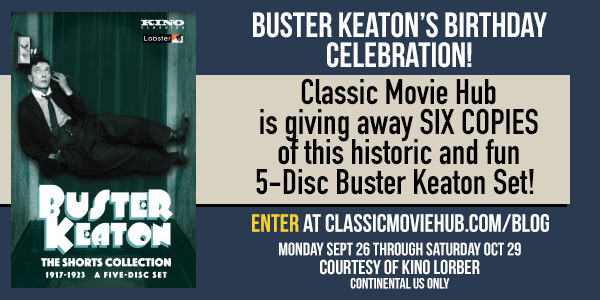 KINO
CLASSICS
Lobster
BUSTER
KEATON
THE SHORTS COLLECTION
1917-1923 A FIVE-DISC SET
BUSTER KEATON'S BIRTHDAY
CELEBRATION!
Classic Movie Hub
is giving away SIX COPIES
of this historic and fun
5-Disc Buster Keaton Set!
ENTER AT CLASSICMOVIEHUB.COM/BLOG
MONDAY SEPT 26 THROUGH SATURDAY OCT 29
COURTESY OF KINO LORBER
CONTINENTAL US ONLY